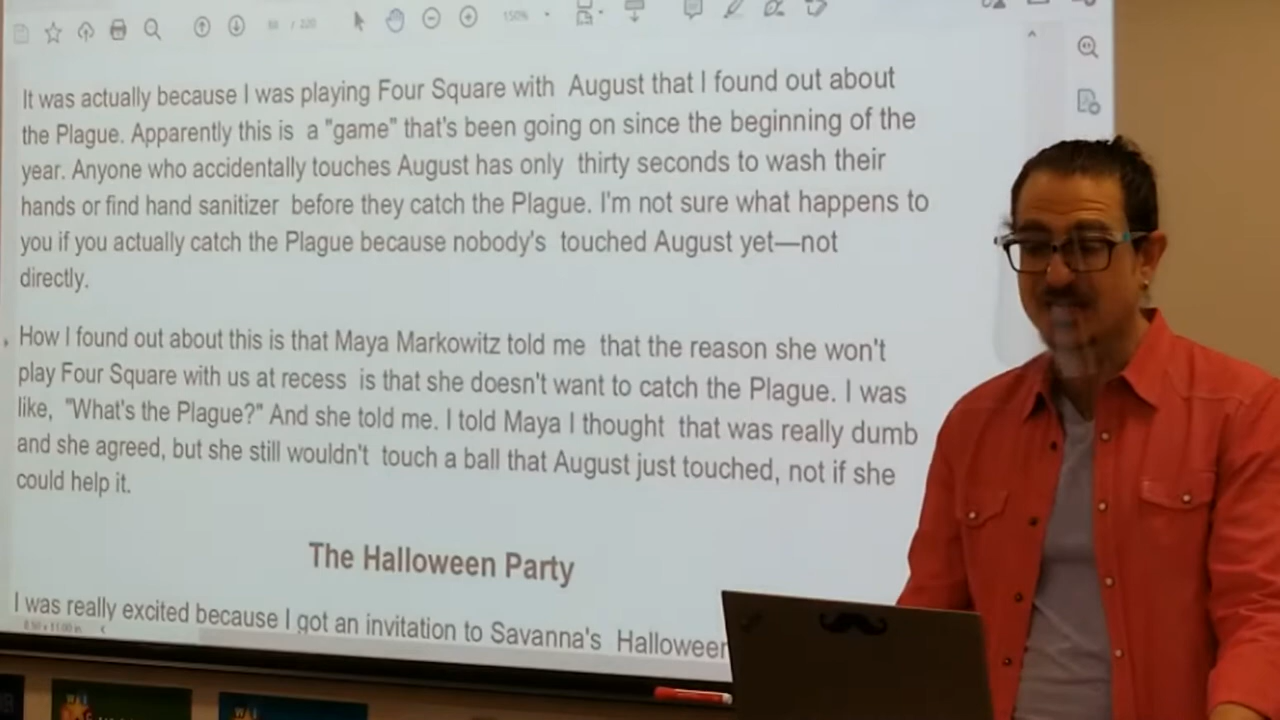 150%
It was actually because I was playing Four Square with August that I found out about
the Plague. Apparently this is a "game" that's been going on since the beginning of the
year. Anyone who accidentally touches August has only thirty seconds to wash their
hands or find hand sanitizer before they catch the Plague. I'm not sure what happens to
you if you actually catch the Plague because nobody's touched August yet—not
directly.
How I found out about this is that Maya Markowitz told me that the reason she won't
play Four Square with us at recess is that she doesn't want to catch the Plague. I was
like, "What's the Plague?" And she told me. I told Maya I thought that was really dumb
and she agreed, but she still wouldn't touch a ball that August just touched, not if she
could help it.
The Halloween Party
I was really excited because I got an invitation to Savanna's Halloween
8.50 x 11.00 in